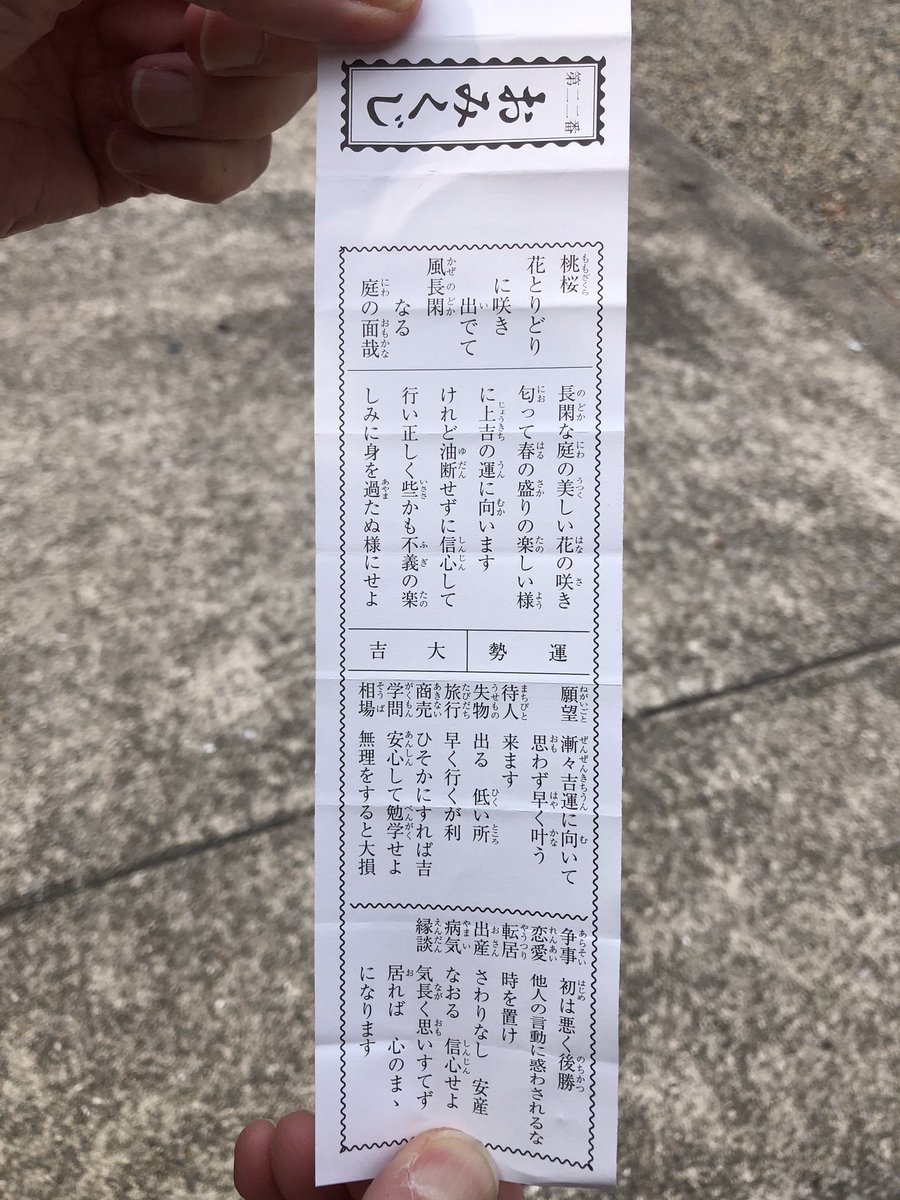 第二二番
おみくじ
桃桜
花とりどり
に咲き
出でて
風長閑
なる
庭の面哉
長閑な庭の美しい花の咲き
匂って春の盛りの楽しい様
に上吉の運に向います
けれど油断せずに信心して
行い正しく些かも不義の楽
しみに身を過たぬ様にせよ
運勢
大吉
願望 漸々吉運に向いて
思わず早く叶う
待人 来ます
失物 出る 低い所
旅行 早く行くが利
商売 ひそかにすれば吉
学問 安心して勉学せよ
相場 無理をすると大損
争事 初は悪く後勝
恋愛 他人の言動に惑わされるな
転居 時を置け
出産 さわりなし 安産
病気 なおる 信心せよ
縁談 気長く思いすてず
居れば 心のまゝ
になります